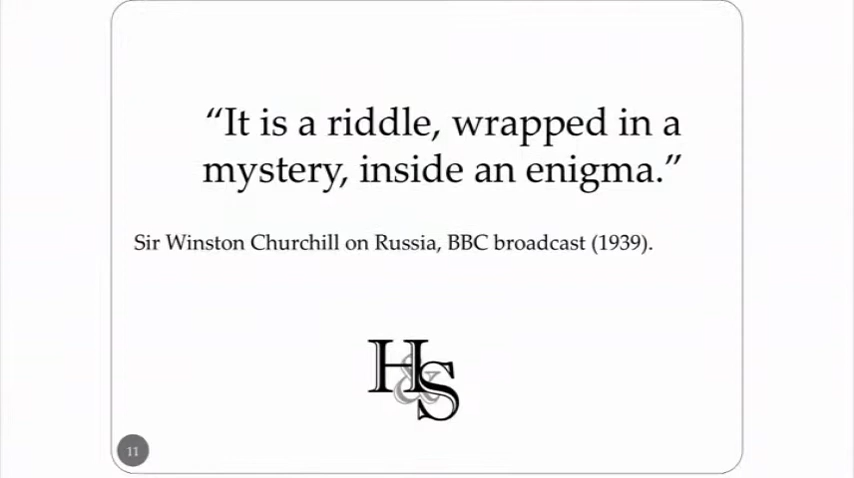 “It is a riddle, wrapped in a
mystery, inside an enigma.”
Sir Winston Churchill on Russia, BBC broadcast (1939).
H&S
11